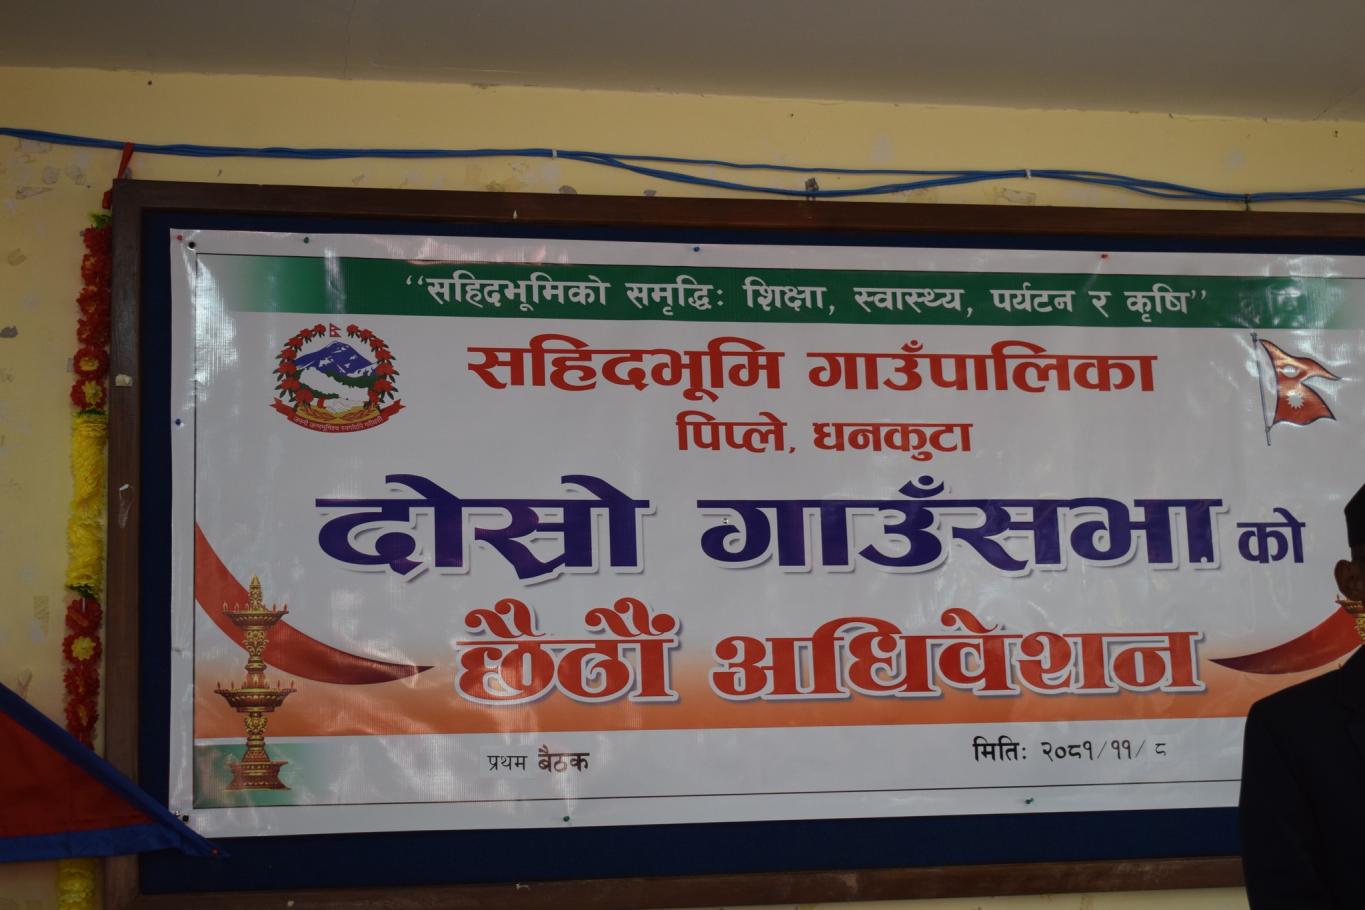 “सहिदभूमिको समृद्धिः शिक्षा, स्वास्थ्य, पर्यटन र कृषि”
सहिदभूमि गाउँपालिका
पिप्ले, धनकुटा
दोस्रो गाउँसभा को
छैठौं अधिवेशन
प्रथम बैठक
मितिः २०८१/११/८